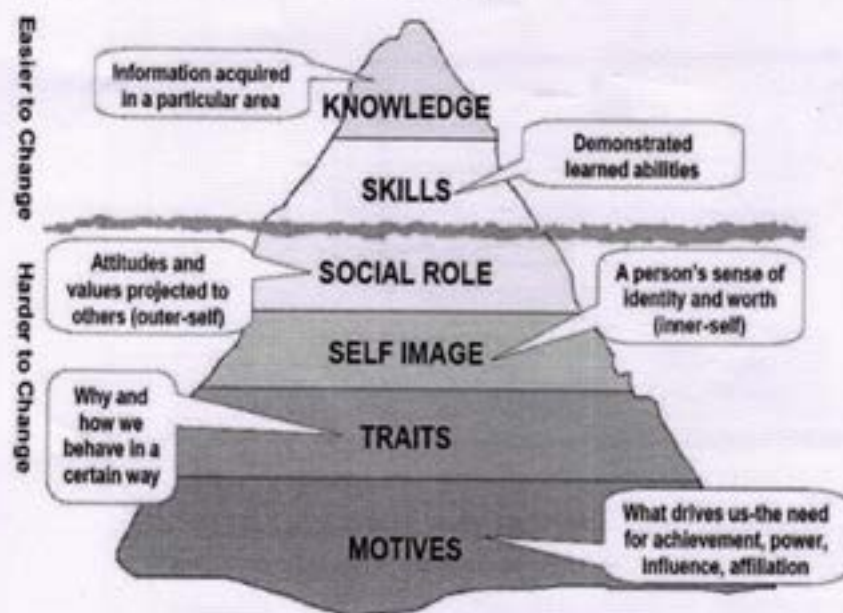 Easier to Change
Information acquired
in a particular area
KNOWLEDGE
Demonstrated
learned abilities
SKILLS
Harder to Change
Attitudes and
values projected to
others (outer-self)
SOCIAL ROLE
A person's sense of
identity and worth
(inner-self)
SELF IMAGE
Why and
how we
behave in a
certain way
TRAITS
What drives us-the need
for achievement, power,
influence, affiliation
MOTIVES